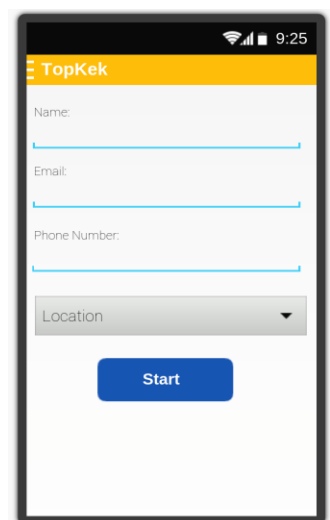 9:25
TopKek
Name:
Email:
Phone Number:
Location
Start